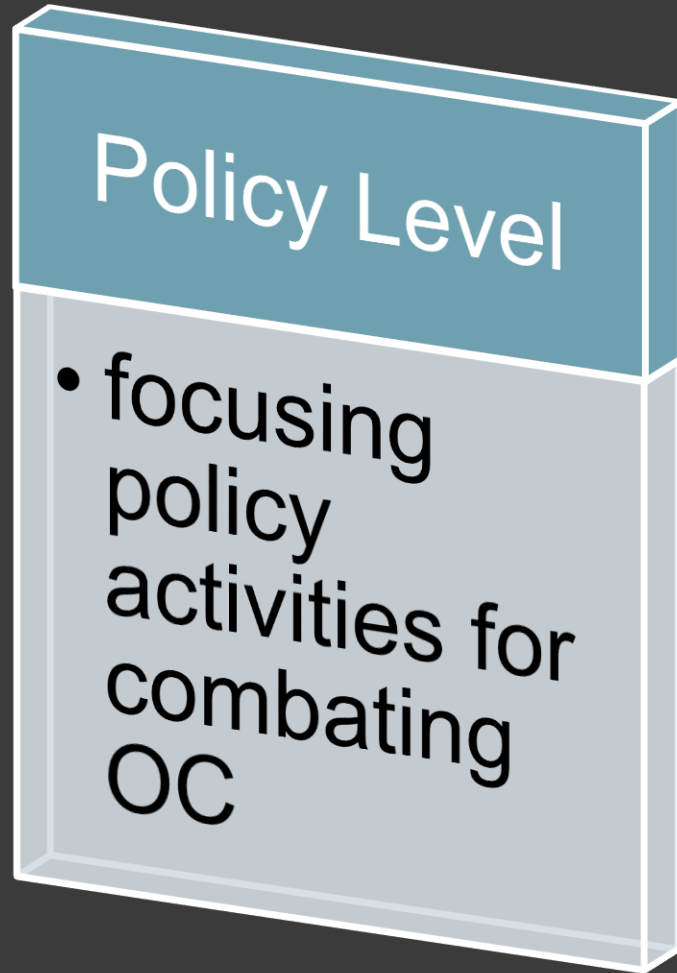 Policy Level
• focusing
policy
activities for
combating
OC